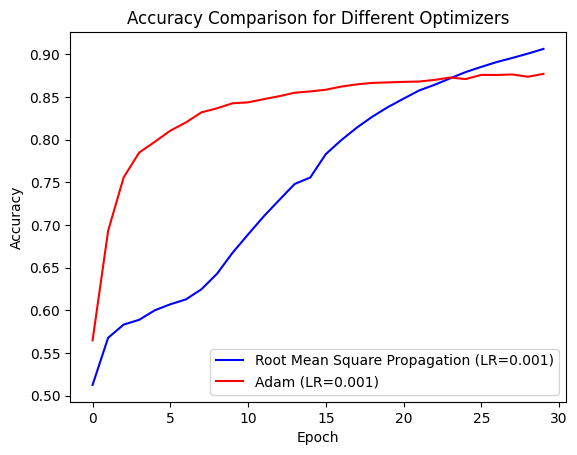 Accuracy Comparison for Different Optimizers
0.90
0.85
0.80
0.75
0.70
0.65
0.60
0.55
0.50
Accuracy
Root Mean Square Propagation (LR=0.001)
Adam (LR=0.001)
0 5 10 15 20 25 30
Epoch